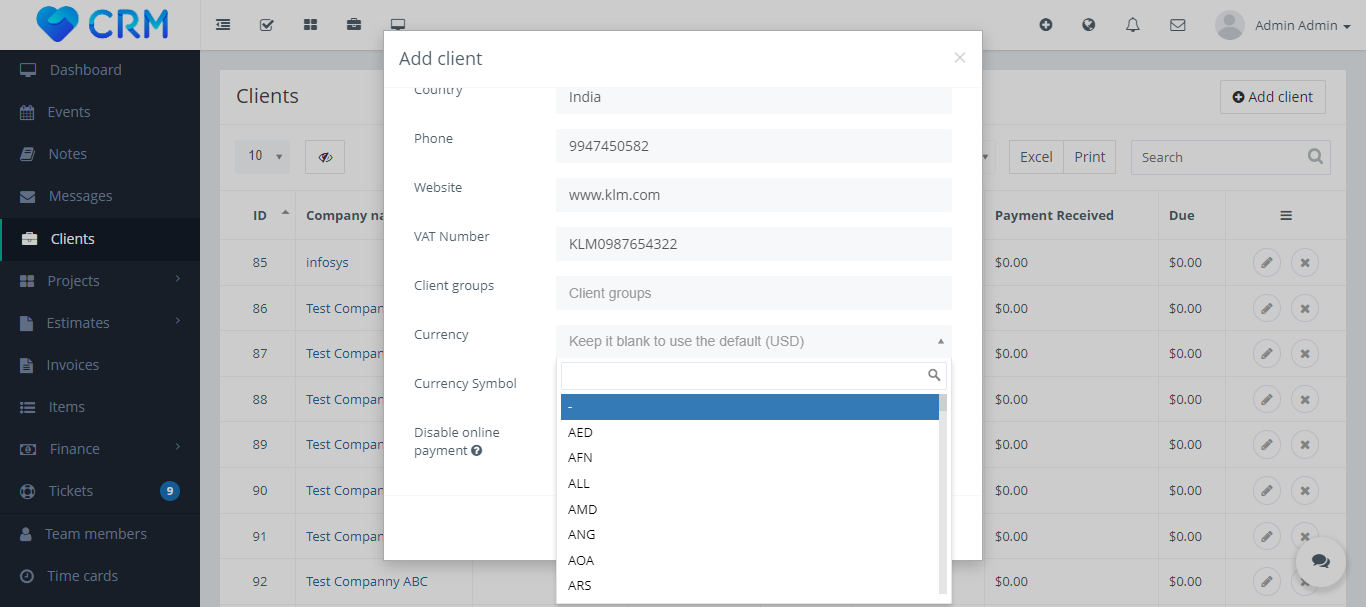 CRM
Admin Admin
Dashboard
Events
Notes
Messages
Clients
Projects
Estimates
Invoices
Items
Finance
Tickets 9
Team members
Time cards
Clients
Add client
10
Excel Print Search
ID Company na Payment Received Due
85 infosys $0.00 $0.00
86 Test Compan $0.00 $0.00
87 Test Compan $0.00 $0.00
88 Test Compan $0.00 $0.00
89 Test Compan $0.00 $0.00
90 Test Compan $0.00 $0.00
91 Test Compan $0.00 $0.00
92 Test Companny ABC $0.00 $0.00
Add client ×
Country India
Phone 9947450582
Website www.klm.com
VAT Number KLM0987654322
Client groups Client groups
Currency Keep it blank to use the default (USD)
Currency Symbol
Disable online
payment
-
AED
AFN
ALL
AMD
ANG
AOA
ARS